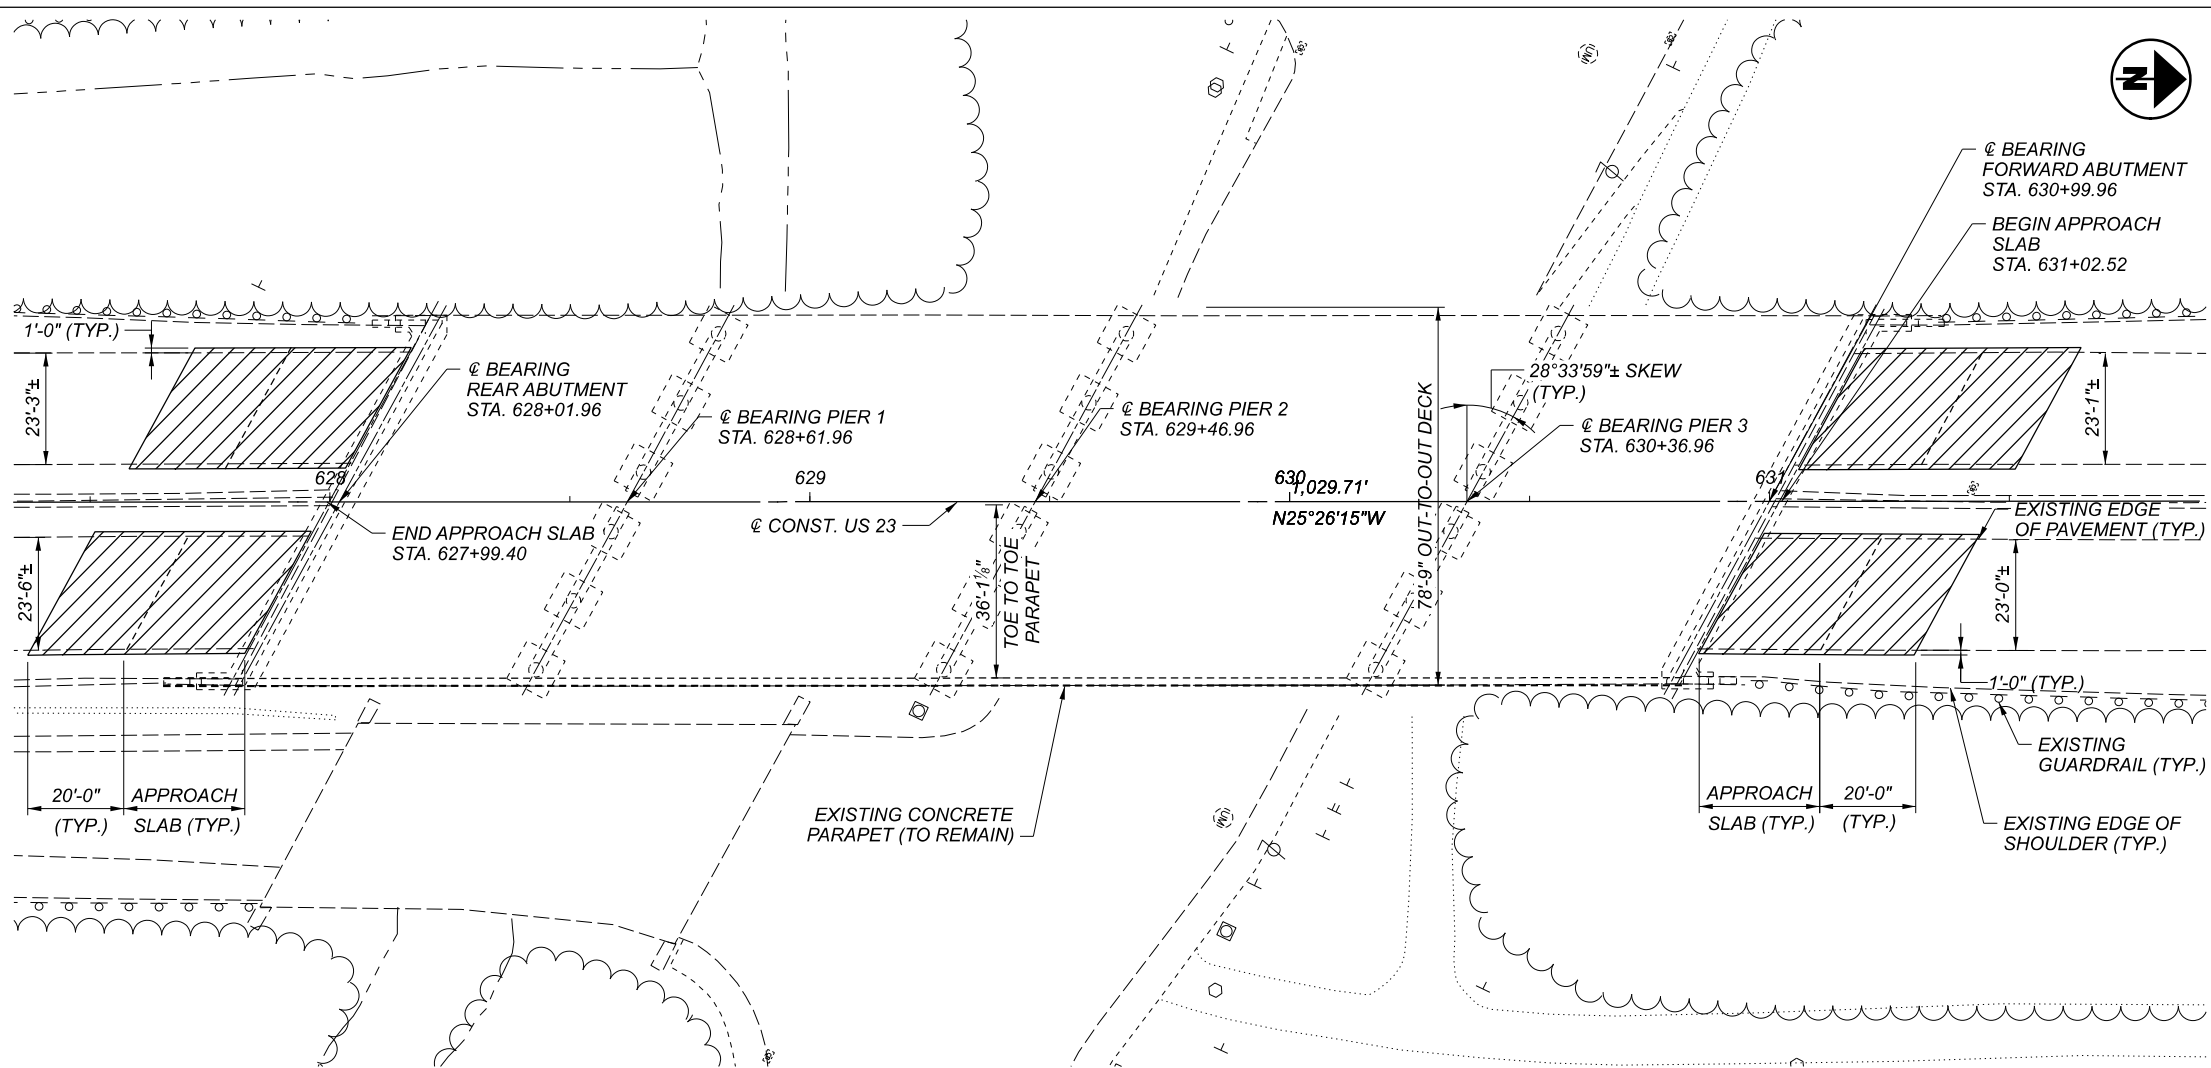 N
℄ BEARING
FORWARD ABUTMENT
STA. 630+99.96
BEGIN APPROACH
SLAB
STA. 631+02.52
1'-0" (TYP.)
23'-3"±
℄ BEARING
REAR ABUTMENT
STA. 628+01.96
℄ BEARING PIER 1
STA. 628+61.96
℄ BEARING PIER 2
STA. 629+46.96
28°33'59"± SKEW
(TYP.)
℄ BEARING PIER 3
STA. 630+36.96
78'-9" OUT-TO-OUT DECK
23'-1"±
628
629
630
1,029.71'
N25°26'15"W
631
END APPROACH SLAB
STA. 627+99.40
℄ CONST. US 23
36'-1⅛"
TOE TO TOE
PARAPET
EXISTING EDGE
OF PAVEMENT (TYP.)
23'-6"±
23'-0"±
1'-0" (TYP.)
EXISTING
GUARDRAIL (TYP.)
20'-0"
(TYP.)
APPROACH
SLAB (TYP.)
EXISTING CONCRETE
PARAPET (TO REMAIN)
APPROACH
SLAB (TYP.)
20'-0"
(TYP.)
EXISTING EDGE OF
SHOULDER (TYP.)